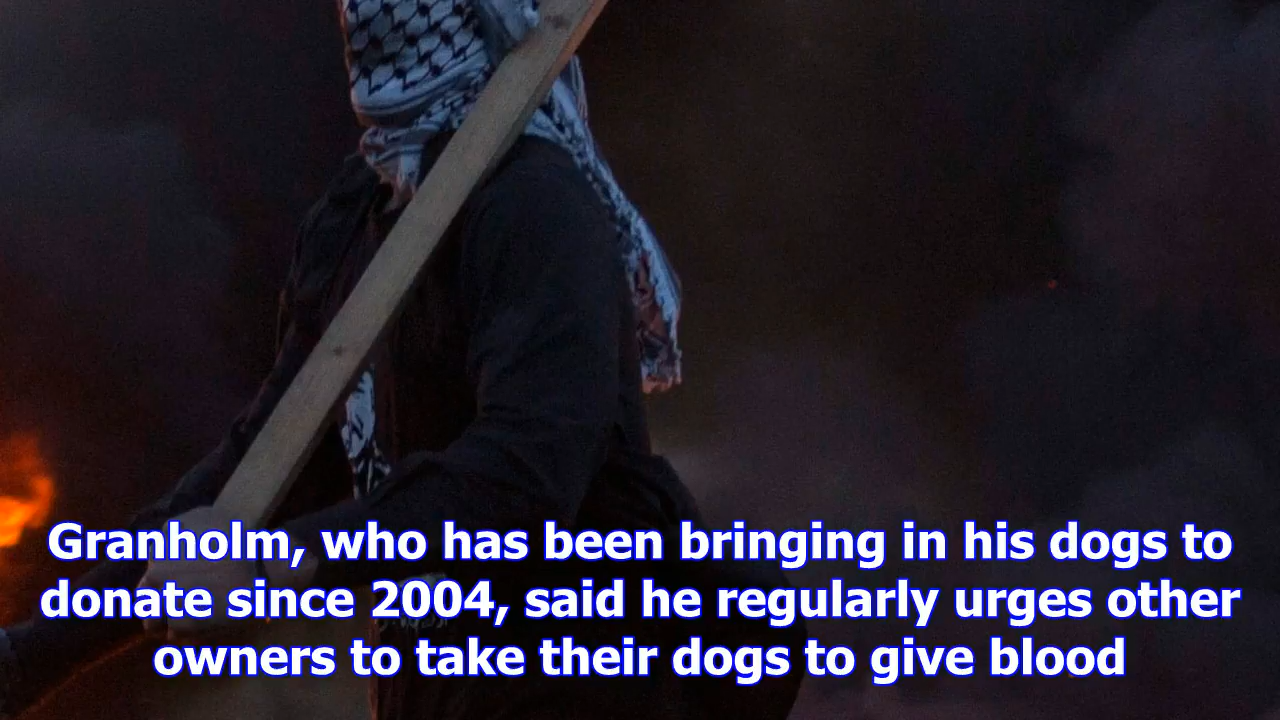 Granholm, who has been bringing in his dogs to
donate since 2004, said he regularly urges other
owners to take their dogs to give blood